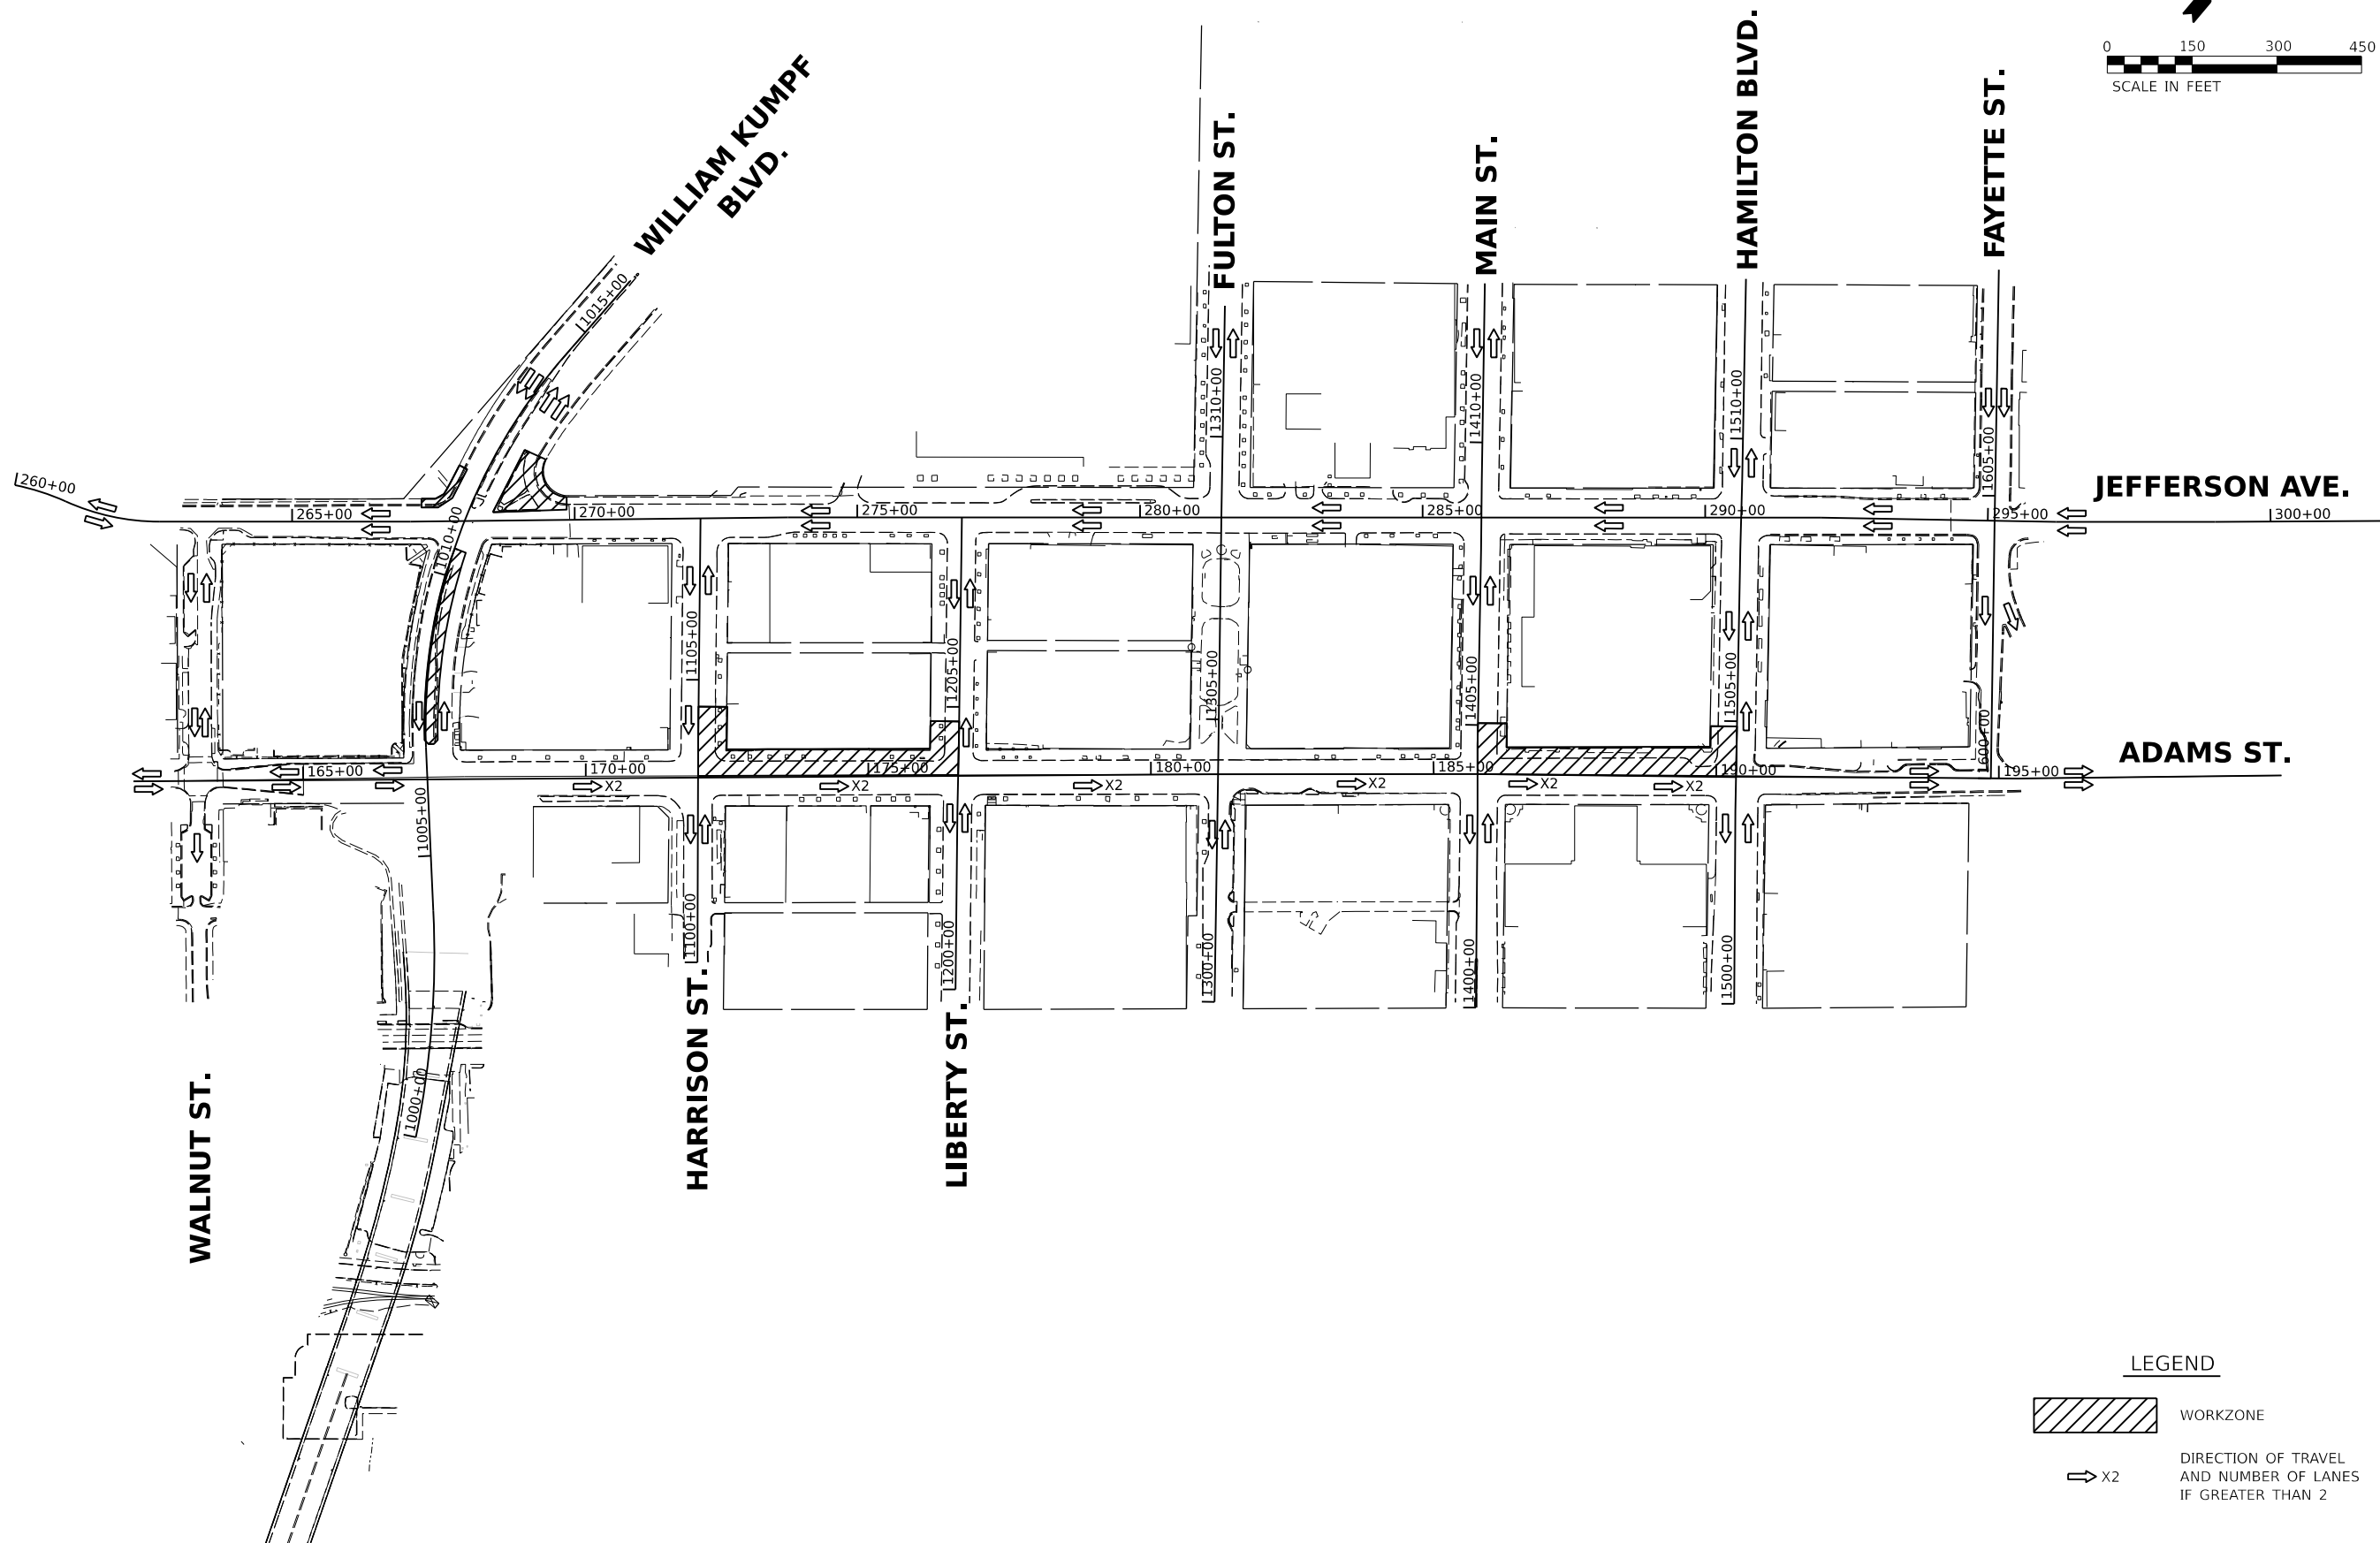 WILLIAM KUMPF
BLVD.
FULTON ST.
MAIN ST.
HAMILTON BLVD.
FAYETTE ST.
0 150 300 450
SCALE IN FEET
1015+00
1310+00
1410+00
1510+00
1605+00
260+00
265+00
270+00
275+00
280+00
285+00
290+00
295+00
300+00
JEFFERSON AVE.
1010+00
1105+00
1205+00
1305+00
1405+00
1505+00
600+00
ADAMS ST.
165+00
170+00
175+00
180+00
185+00
190+00
195+00
X2
X2
X2
X2
X2
X2
1005+00
1100+00
1200+00
1300+00
1400+00
1500+00
1000+00
WALNUT ST.
HARRISON ST.
LIBERTY ST.
LEGEND
WORKZONE
X2
DIRECTION OF TRAVEL
AND NUMBER OF LANES
IF GREATER THAN 2